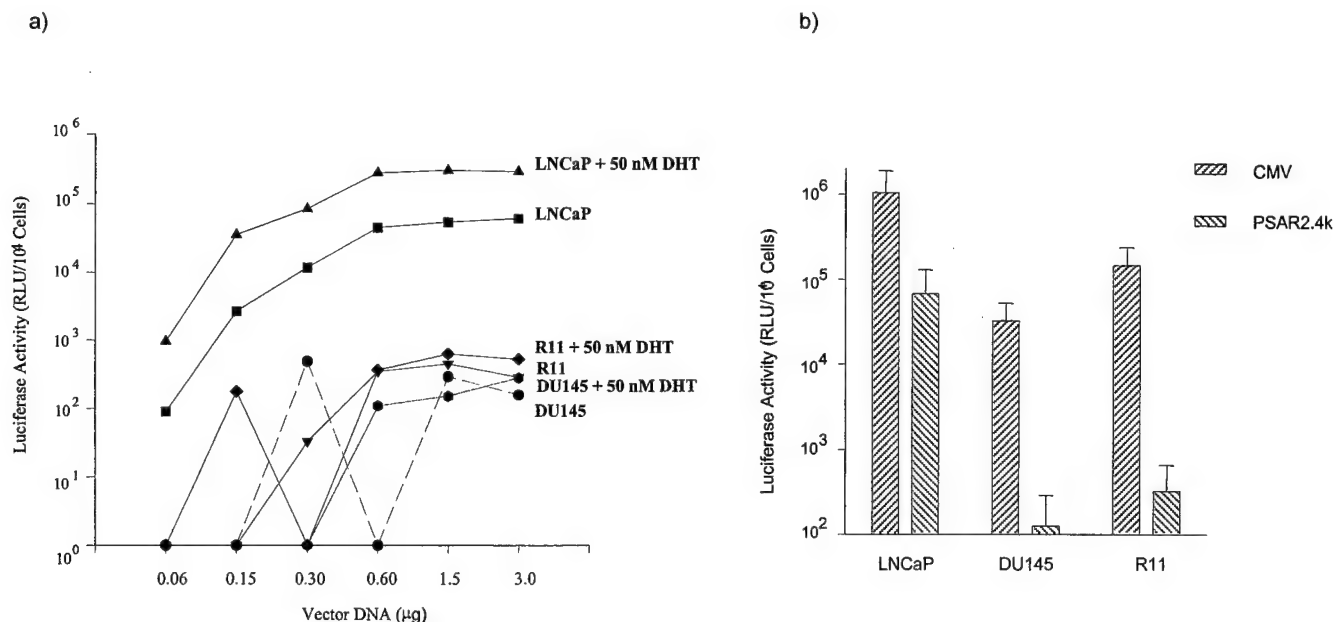 a)
b)
Luciferase Activity (RLU/10⁴ Cells)
10⁶
10⁵
10⁴
10³
10²
10¹
10⁰
LNCaP + 50 nM DHT
LNCaP
R11 + 50 nM DHT
R11
DU145 + 50 nM DHT
DU145
0.06 0.15 0.30 0.60 1.5 3.0
Vector DNA (µg)
Luciferase Activity (RLU/10⁴ Cells)
10⁶
10⁵
10⁴
10³
10²
CMV
PSAR2.4k
LNCaP DU145 R11